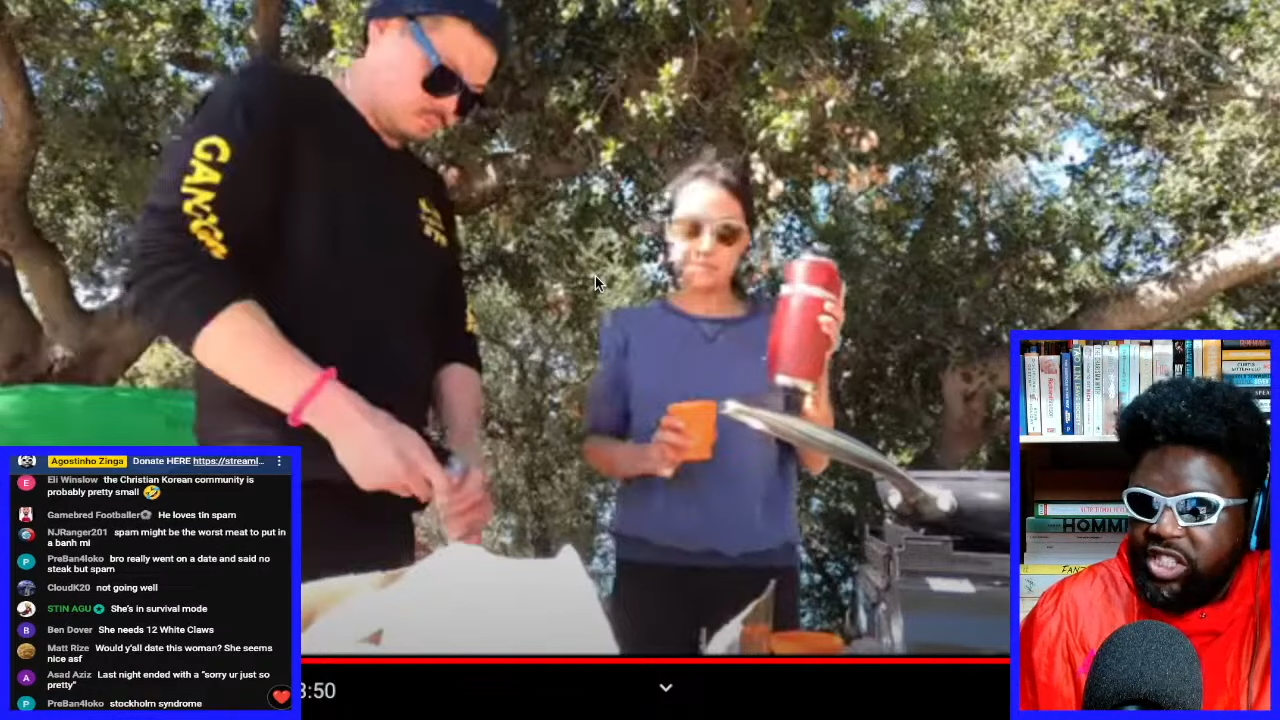 GANXO
Agostinho Zinga Donate HERE https://streaml...
Eli Winslow the Christian Korean community is
probably pretty small 🤣
Gamebred Footballer⚽ He loves tin spam
NJRanger201 spam might be the worst meat to put in
a banh mi
PreBan4loko bro really went on a date and said no
steak but spam
CloudK20 not going well
STIN AGU She's in survival mode
Ben Dover She needs 12 White Claws
Matt Rize Would y'all date this woman? She seems
nice asf
Asad Aziz Last night ended with a "sorry ur just so
pretty"
PreBan4loko stockholm syndrome
3:50
HOMM